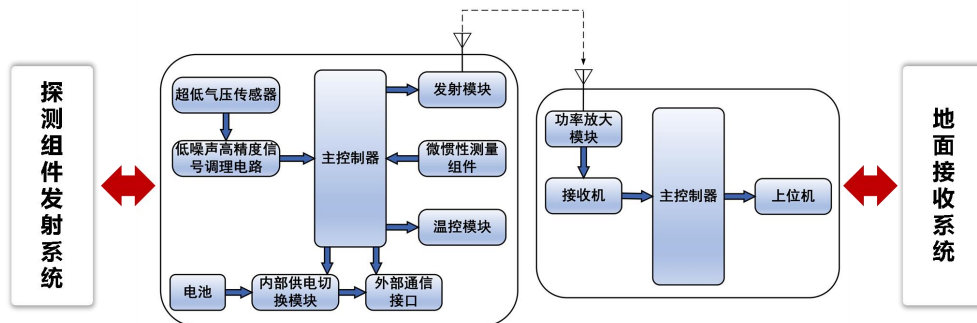 探测组件发射系统
超低气压传感器
低噪声高精度信
号调理电路
主控制器
发射模块
微惯性测量
组件
温控模块
电池
内部供电切
换模块
外部通信
接口
功率放大
模块
接收机
主控制器
上位机
地面接收系统